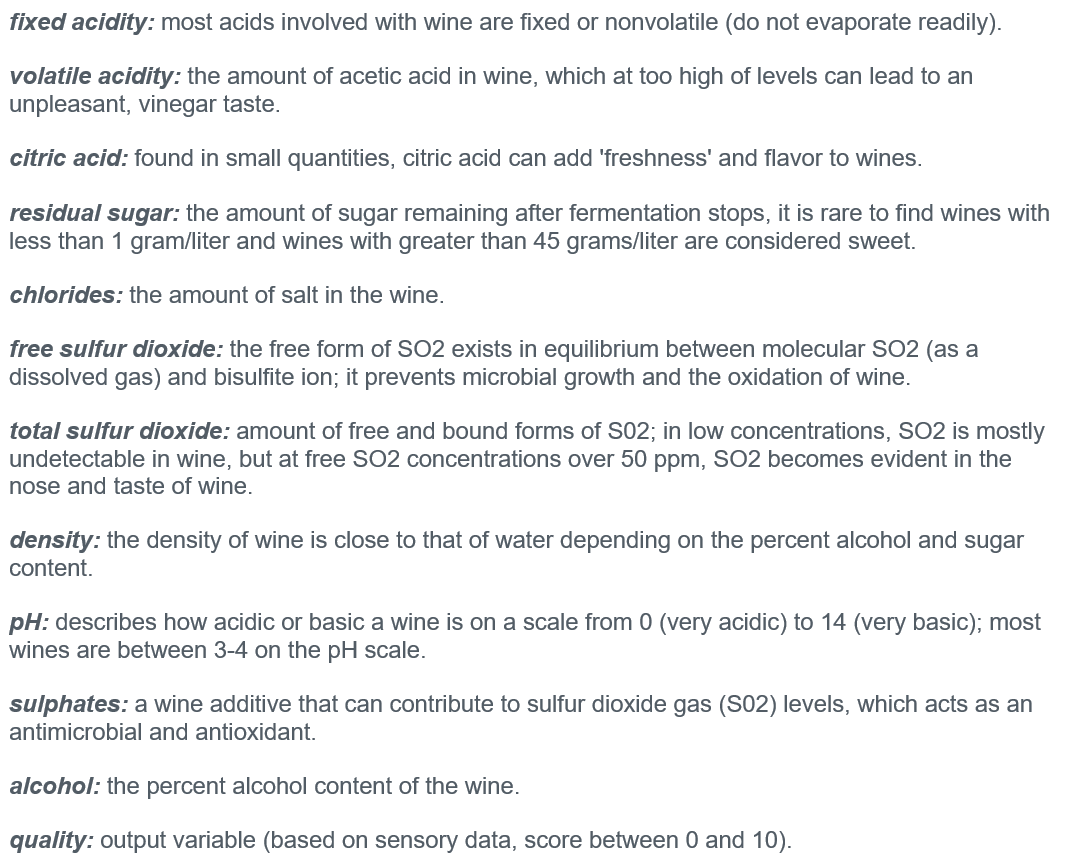 fixed acidity: most acids involved with wine are fixed or nonvolatile (do not evaporate readily).
volatile acidity: the amount of acetic acid in wine, which at too high of levels can lead to an
unpleasant, vinegar taste.
citric acid: found in small quantities, citric acid can add 'freshness' and flavor to wines.
residual sugar: the amount of sugar remaining after fermentation stops, it is rare to find wines with
less than 1 gram/liter and wines with greater than 45 grams/liter are considered sweet.
chlorides: the amount of salt in the wine.
free sulfur dioxide: the free form of SO2 exists in equilibrium between molecular SO2 (as a
dissolved gas) and bisulfite ion; it prevents microbial growth and the oxidation of wine.
total sulfur dioxide: amount of free and bound forms of S02; in low concentrations, SO2 is mostly
undetectable in wine, but at free SO2 concentrations over 50 ppm, SO2 becomes evident in the
nose and taste of wine.
density: the density of wine is close to that of water depending on the percent alcohol and sugar
content.
pH: describes how acidic or basic a wine is on a scale from 0 (very acidic) to 14 (very basic); most
wines are between 3-4 on the pH scale.
sulphates: a wine additive that can contribute to sulfur dioxide gas (S02) levels, which acts as an
antimicrobial and antioxidant.
alcohol: the percent alcohol content of the wine.
quality: output variable (based on sensory data, score between 0 and 10).